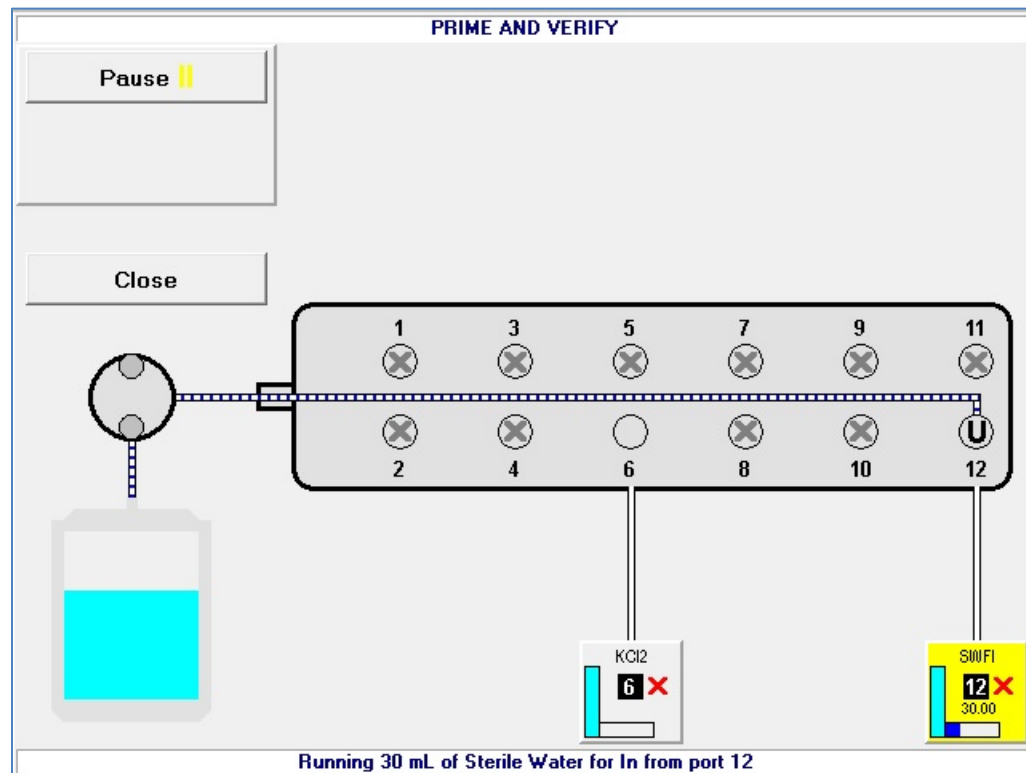 PRIME AND VERIFY
Pause
Close
1 3 5 7 9 11
U
2 4 6 8 10 12
KCl2
6
SWFI
12
30.00
Running 30 mL of Sterile Water for In from port 12